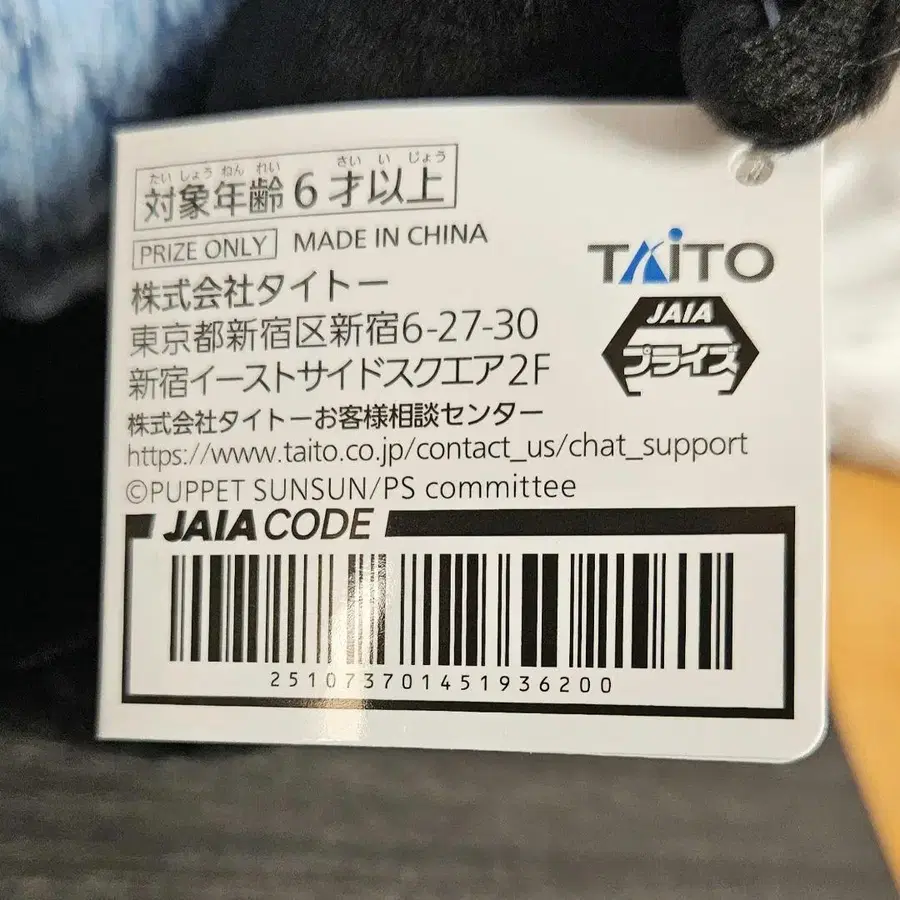 たいしょうねんれい さい い じょう
対象年齢 6 才以上
PRIZE ONLY MADE IN CHINA
TAITO
株式会社タイトー
JAIA
プライズ
東京都新宿区新宿6-27-30
新宿イーストサイドスクエア2F
株式会社タイトーお客様相談センター
https://www.taito.co.jp/contact_us/chat_support
©PUPPET SUNSUN/PS committee
JAIA CODE
251073701451936200